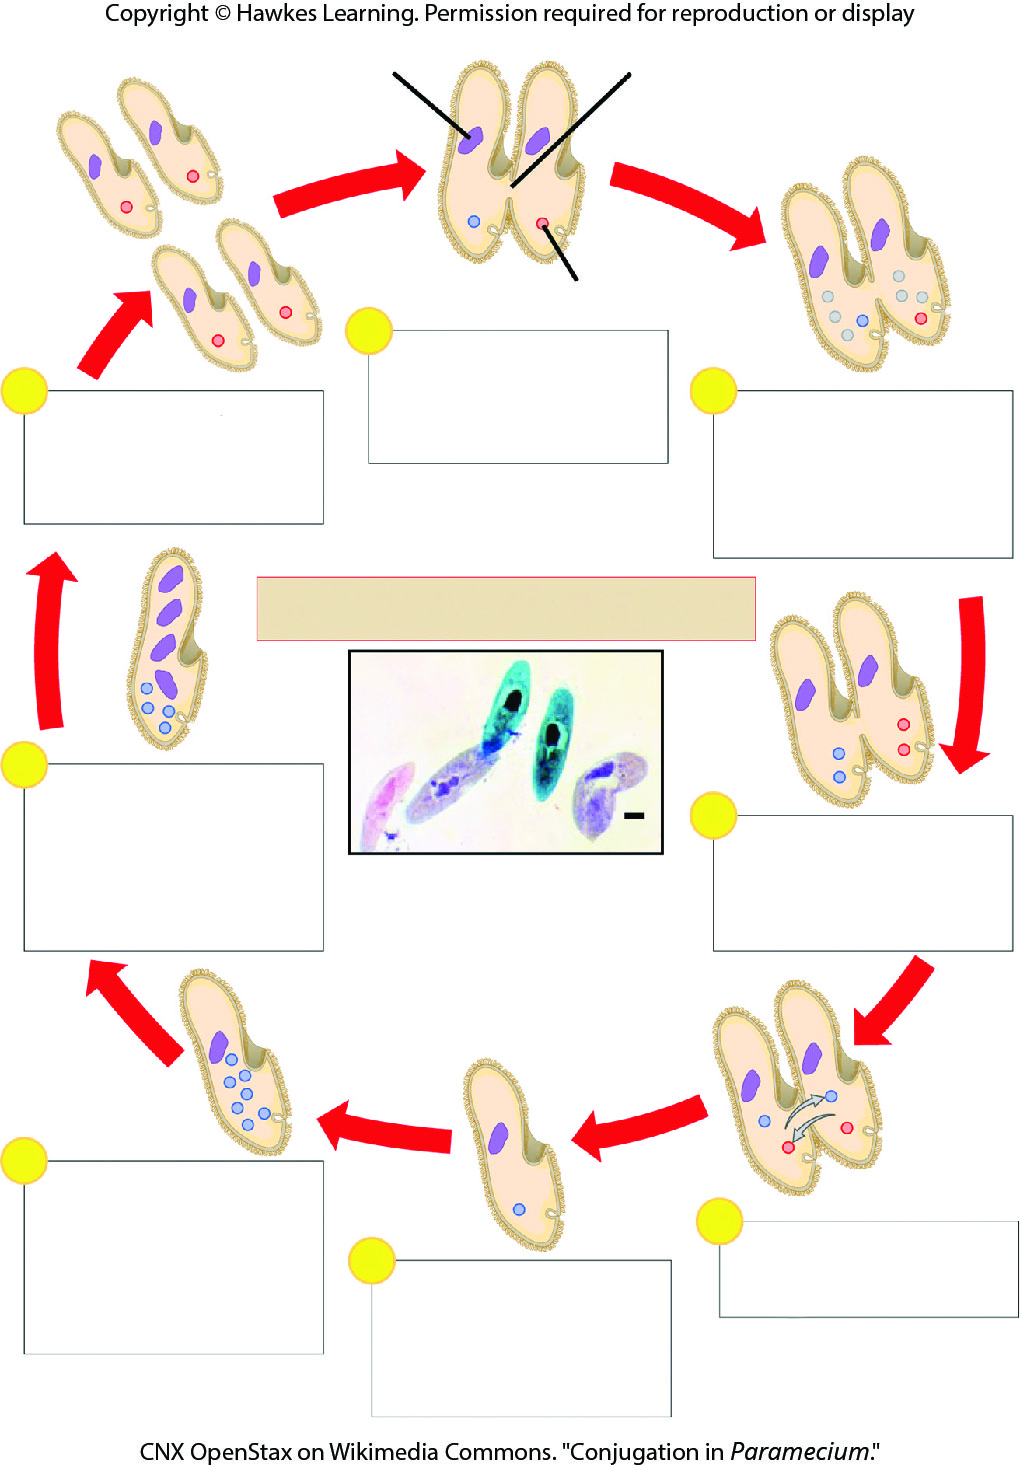 Copyright © Hawkes Learning. Permission required for reproduction or display
CNX OpenStax on Wikimedia Commons. "Conjugation in Paramecium."